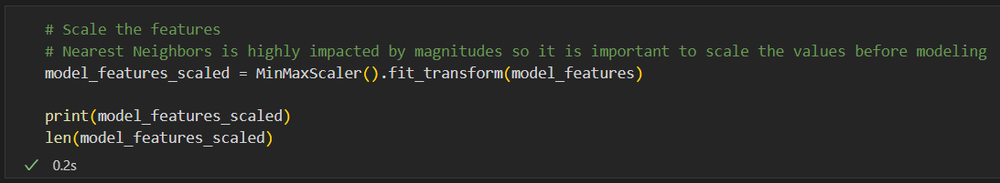 # Scale the features
# Nearest Neighbors is highly impacted by magnitudes so it is important to scale the values before modeling
model_features_scaled = MinMaxScaler().fit_transform(model_features)
print(model_features_scaled)
len(model_features_scaled)
0.2s